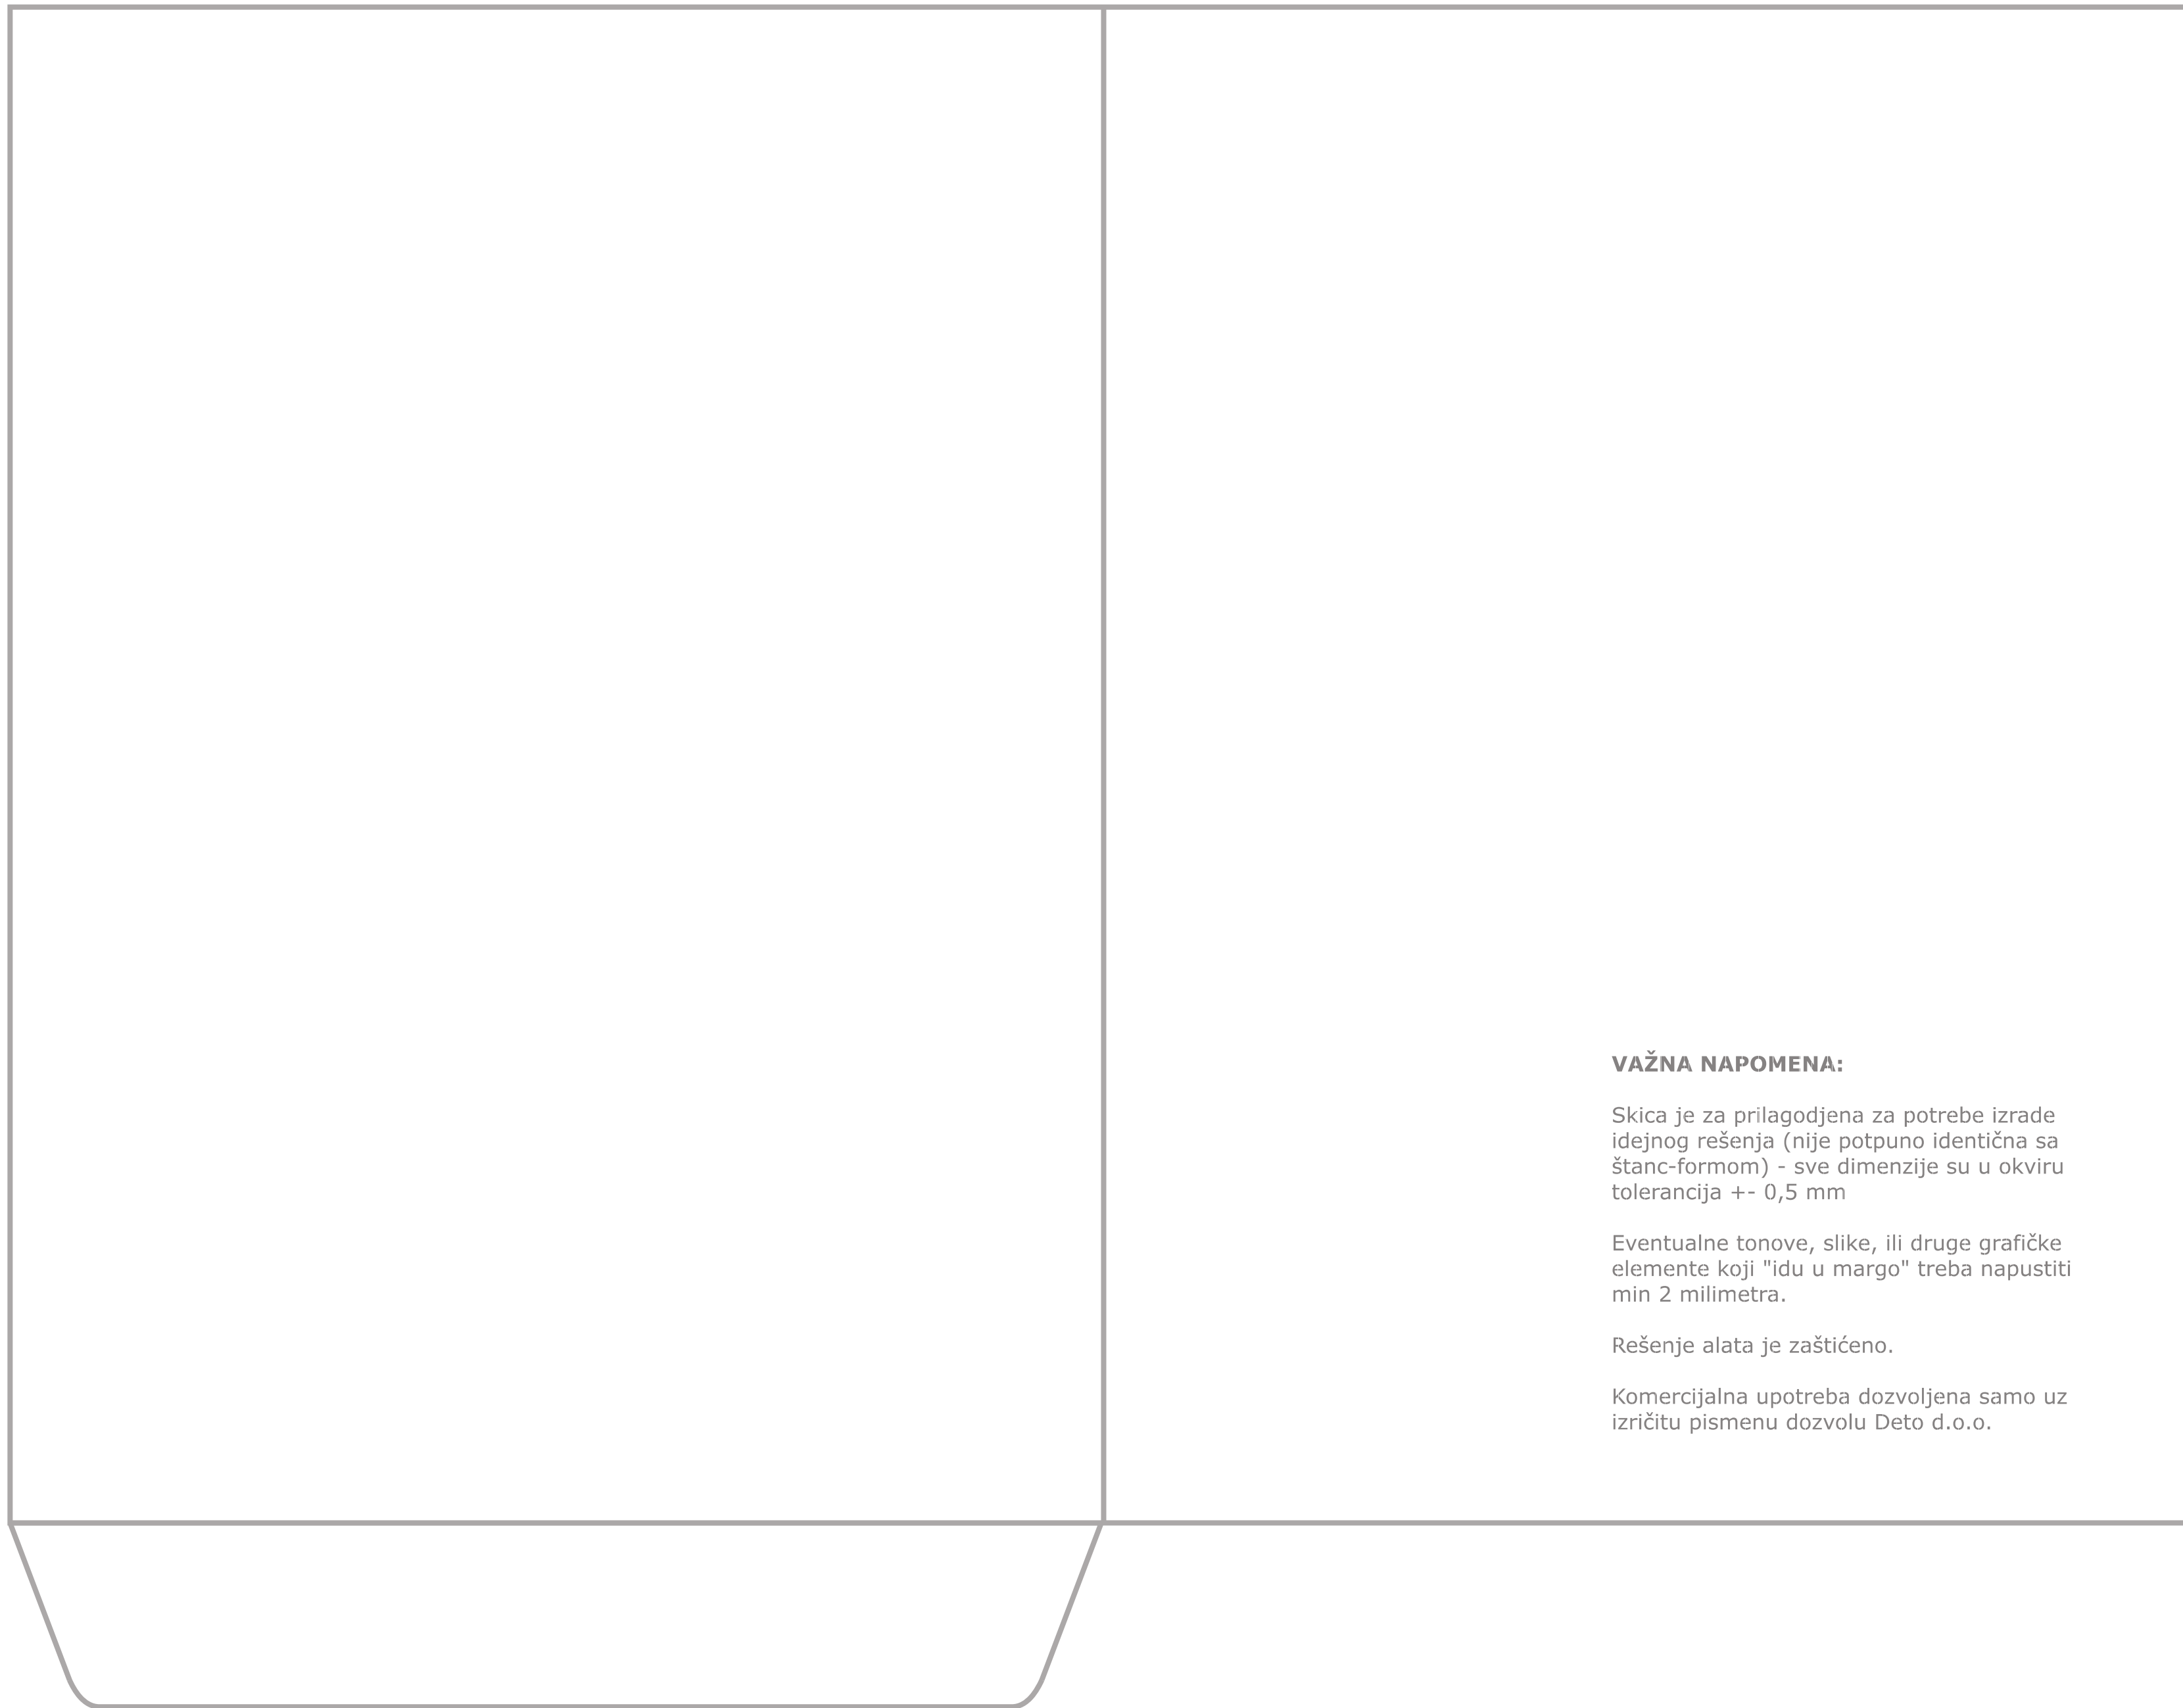 VAŽNA NAPOMENA:
Skica je za prilagodjena za potrebe izrade
idejnog rešenja (nije potpuno identična sa
štanc-formom) - sve dimenzije su u okviru
tolerancija +- 0,5 mm
Eventualne tonove, slike, ili druge grafičke
elemente koji "idu u margo" treba napustiti
min 2 milimetra.
Rešenje alata je zaštićeno.
Komercijalna upotreba dozvoljena samo uz
izričitu pismenu dozvolu Deto d.o.o.